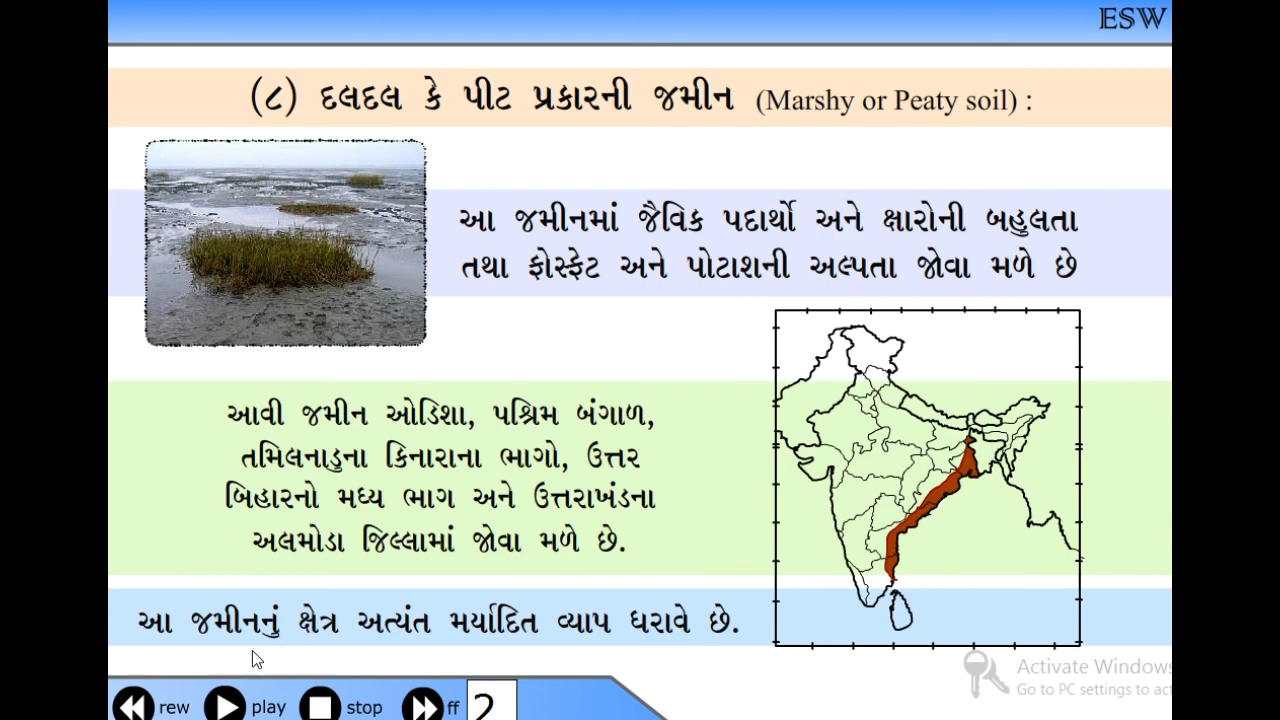 ESW
(૮) દલદલ કે પીટ પ્રકારની જમીન (Marshy or Peaty soil) :
આ જમીનમાં જૈવિક પદાર્થો અને ક્ષારોની બહુલતા
તથા ફોસ્ફેટ અને પોટાશની અલ્પતા જોવા મળે છે
આવી જમીન ઓડિશા, પશ્ચિમ બંગાળ,
તમિલનાડુના કિનારાના ભાગો, ઉત્તર
બિહારનો મધ્ય ભાગ અને ઉત્તરાખંડના
અલમોડા જિલ્લામાં જોવા મળે છે.
આ જમીનનું ક્ષેત્ર અત્યંત મર્યાદિત વ્યાપ ધરાવે છે.
Activate Windows
Go to PC settings to act
rew play stop ff 2